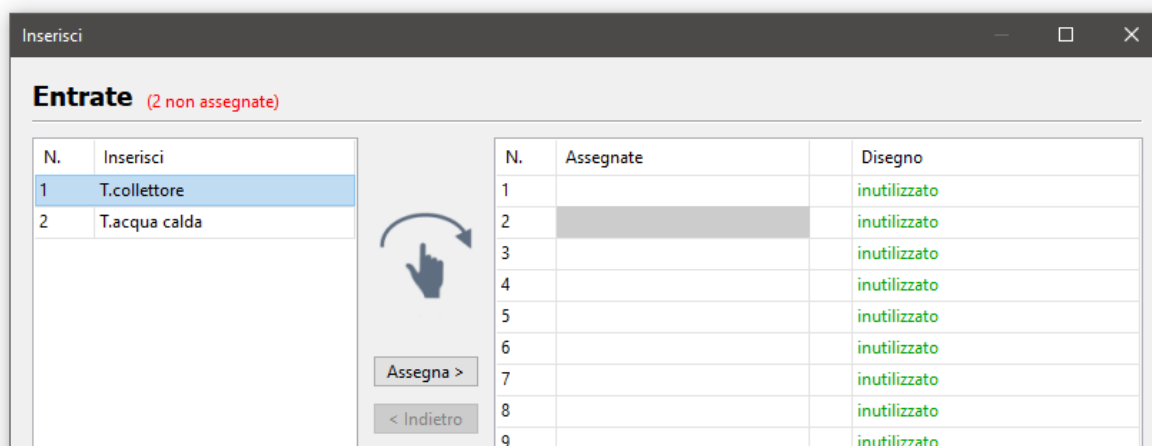 Inserisci
Entrate (2 non assegnate)
N. Inserisci
1 T.collettore
2 T.acqua calda
Assegna >
< Indietro
N. Assegnate Disegno
1 inutilizzato
2 inutilizzato
3 inutilizzato
4 inutilizzato
5 inutilizzato
6 inutilizzato
7 inutilizzato
8 inutilizzato
9 inutilizzato